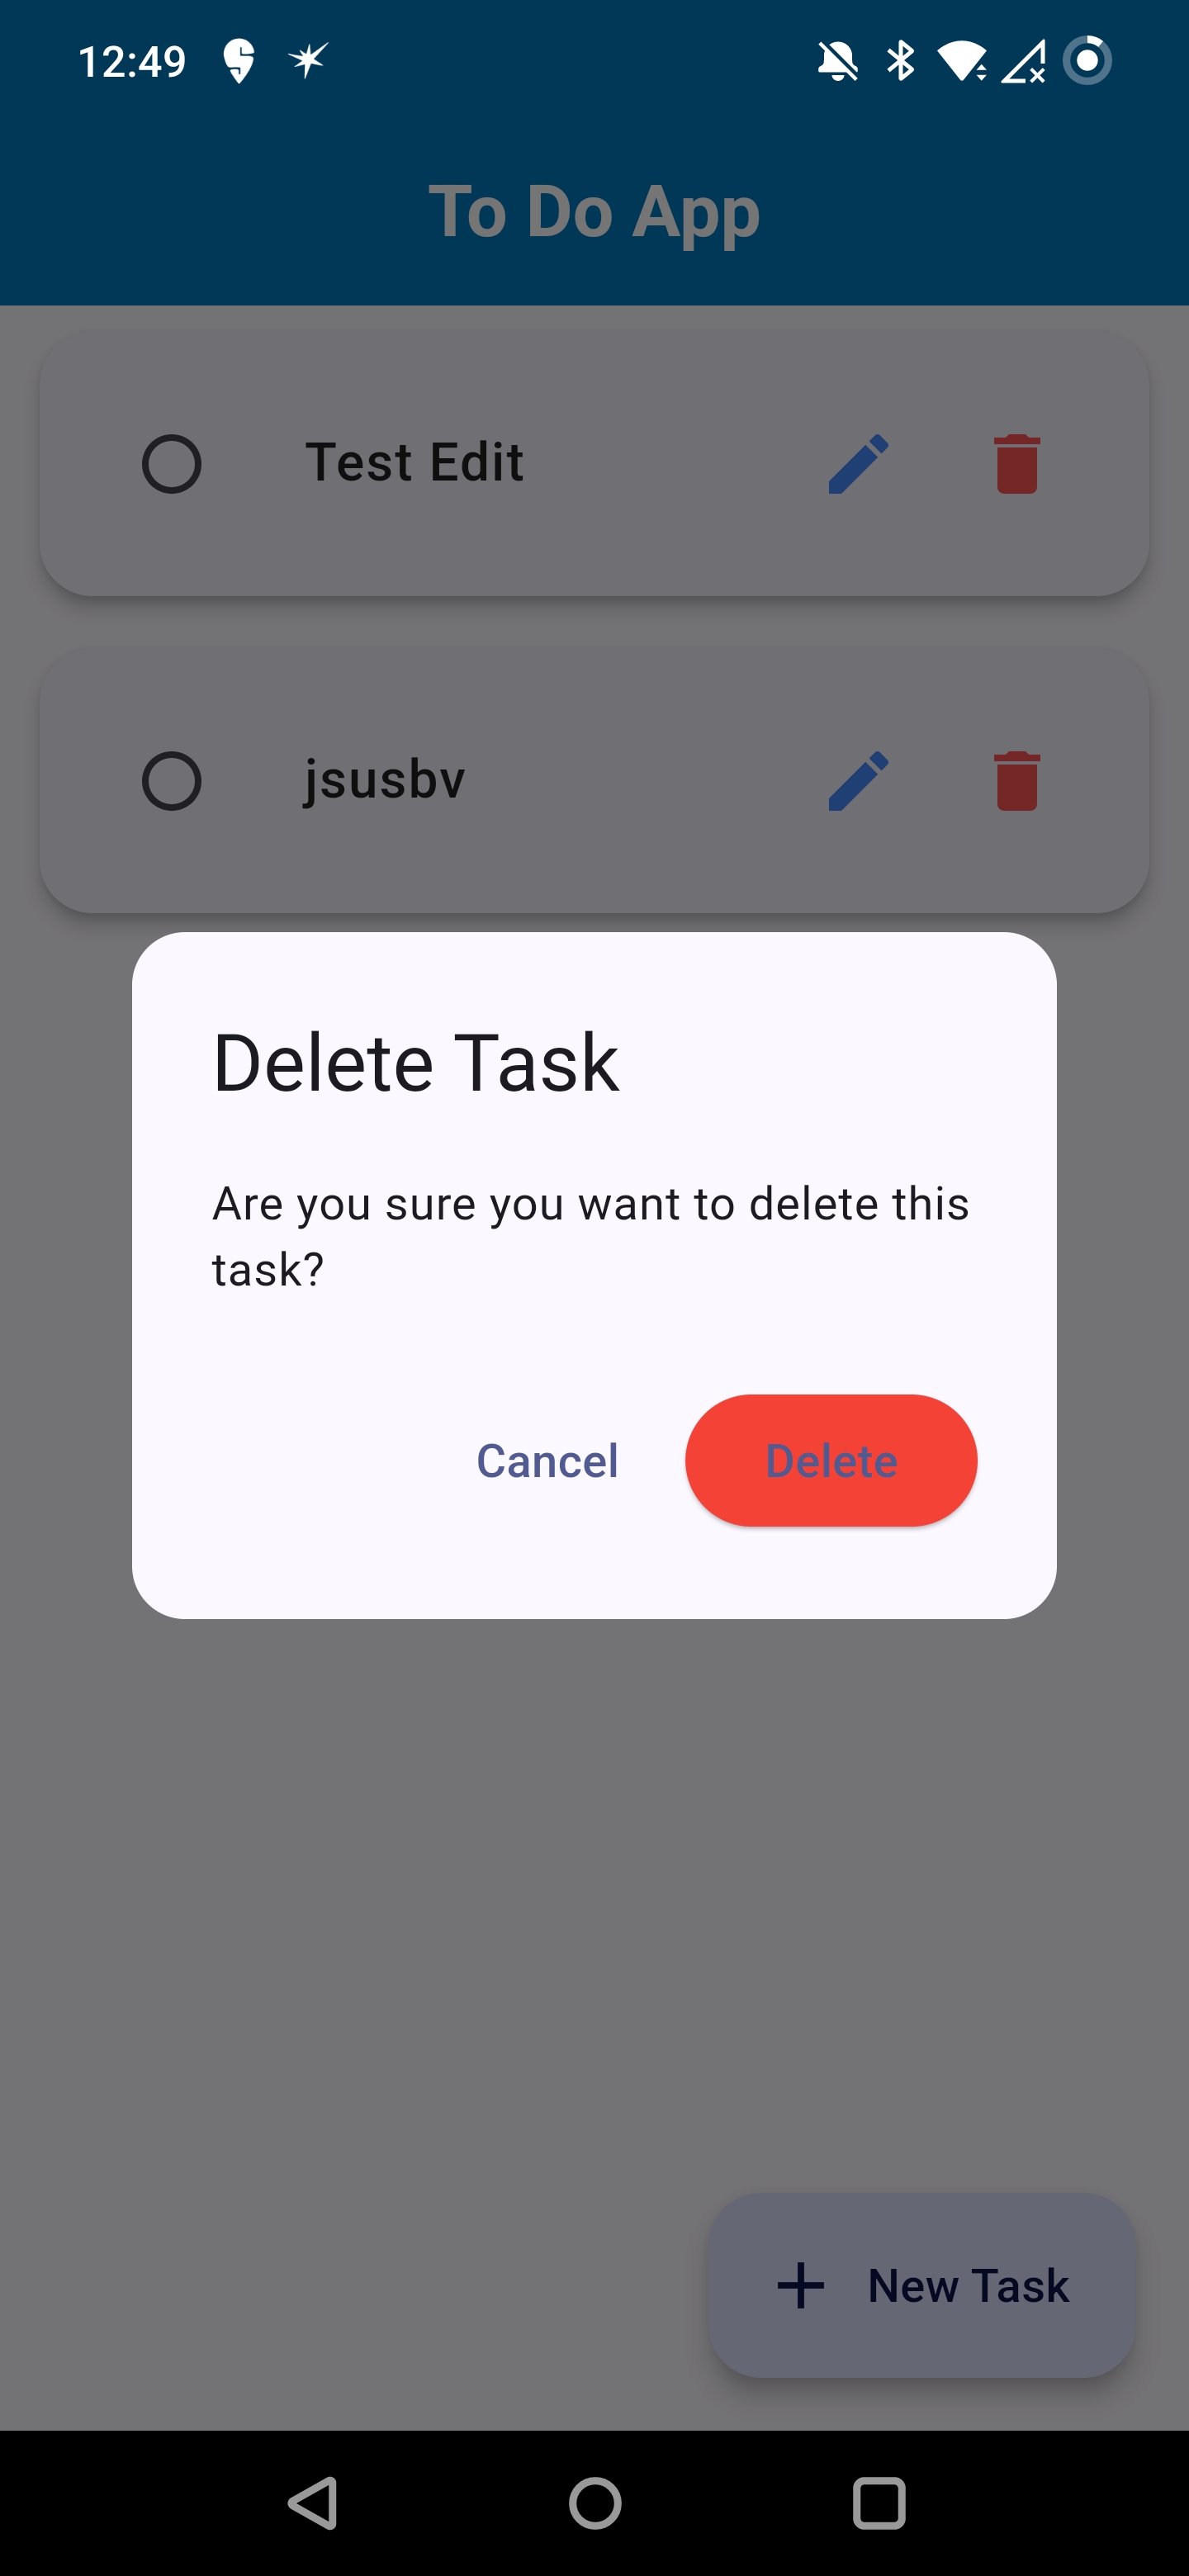 12:49
To Do App
Test Edit
jsusbv
Delete Task
Are you sure you want to delete this
task?
Cancel
Delete
New Task